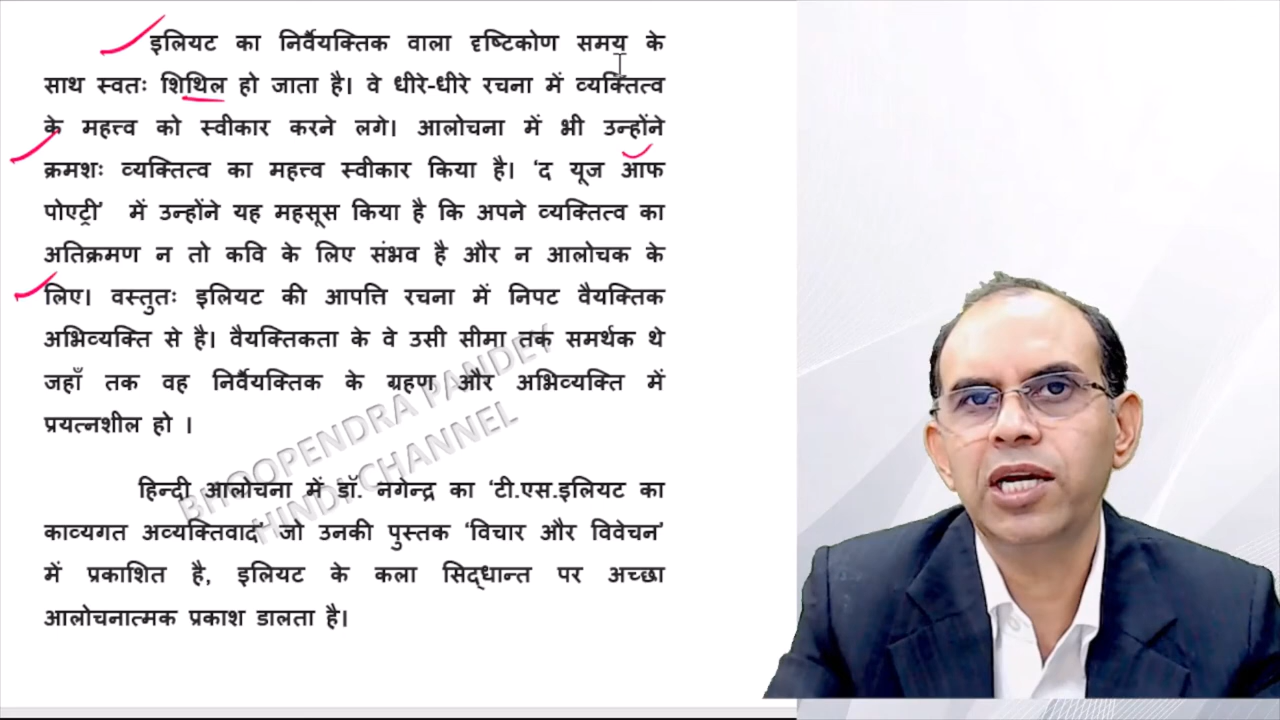 इलियट का निर्वैयक्तिक वाला दृष्टिकोण समय के
साथ स्वतः शिथिल हो जाता है। वे धीरे-धीरे रचना में व्यक्तित्व
के महत्त्व को स्वीकार करने लगे। आलोचना में भी उन्होंने
क्रमशः व्यक्तित्व का महत्त्व स्वीकार किया है। ‘द यूज आफ
पोएट्री’ में उन्होंने यह महसूस किया है कि अपने व्यक्तित्व का
अतिक्रमण न तो कवि के लिए संभव है और न आलोचक के
लिए। वस्तुतः इलियट की आपत्ति रचना में निपट वैयक्तिक
अभिव्यक्ति से है। वैयक्तिकता के वे उसी सीमा तक समर्थक थे
जहाँ तक वह निर्वैयक्तिक के ग्रहण और अभिव्यक्ति में
प्रयत्नशील हो ।
हिन्दी आलोचना में डॉ. नगेन्द्र का ‘टी.एस.इलियट का
काव्यगत अव्यक्तिवाद’ जो उनकी पुस्तक ‘विचार और विवेचन’
में प्रकाशित है, इलियट के कला सिद्धान्त पर अच्छा
आलोचनात्मक प्रकाश डालता है।
BHOOPENDRA PANDEY
HINDI CHANNEL